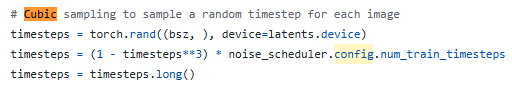 # Cubic sampling to sample a random timestep for each image
timesteps = torch.rand((bsz, ), device=latents.device)
timesteps = (1 - timesteps**3) * noise_scheduler.config.num_train_timesteps
timesteps = timesteps.long()